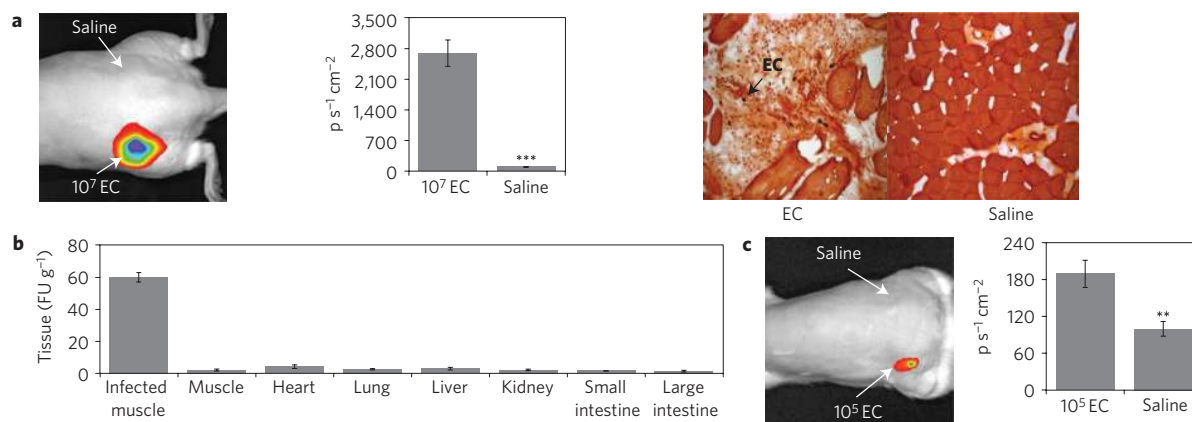 a
Saline
10⁷ EC
3,500
2,800
2,100
1,400
700
0
p s⁻¹ cm⁻²
***
10⁷ EC Saline
EC
EC Saline
b
80
60
40
20
0
Tissue (FU g⁻¹)
Infected muscle
Muscle
Heart
Lung
Liver
Kidney
Small intestine
Large intestine
c
Saline
10⁵ EC
240
180
120
60
0
p s⁻¹ cm⁻²
**
10⁵ EC Saline